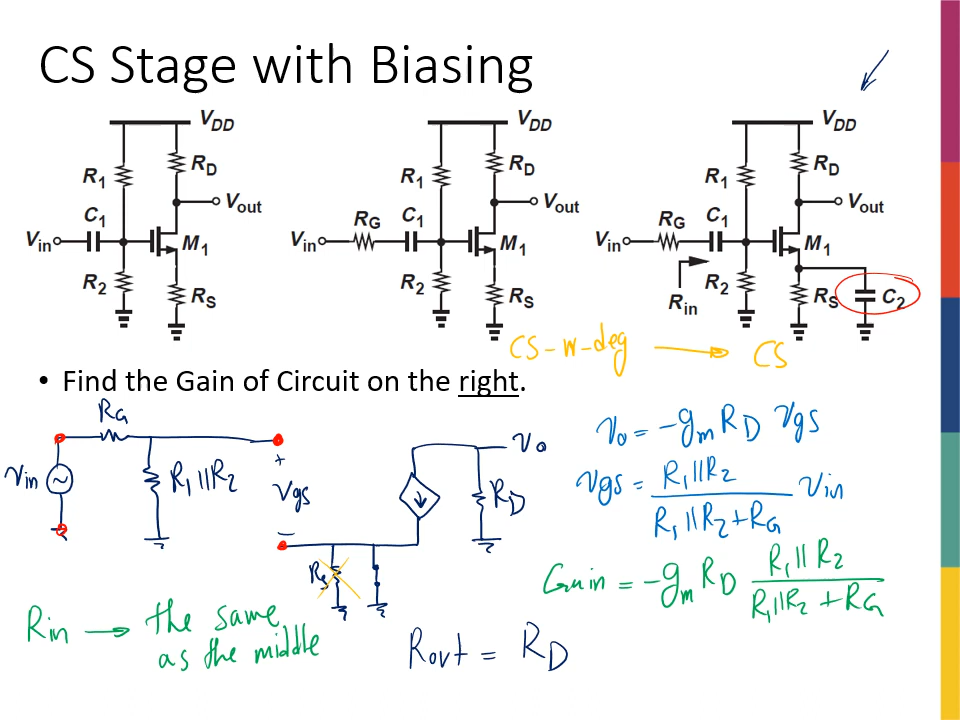 CS Stage with Biasing
VDD VDD VDD
R1 RD R1 RD R1 RD
C1 Vout RG C1 Vout RG C1 Vout
Vin M1 Vin M1 Vin M1
R2 RS R2 RS Rin R2 RS C2
CS-w-deg → CS
• Find the Gain of Circuit on the right.
RG
Vin R1||R2 + Vgs −
Vo
RD
RS
Vo = -gm RD Vgs
Vgs = R1||R2 / R1||R2 + RG Vin
Gain = -gm RD R1||R2 / R1||R2 + RG
Rin → the same
as the middle
Rout = RD